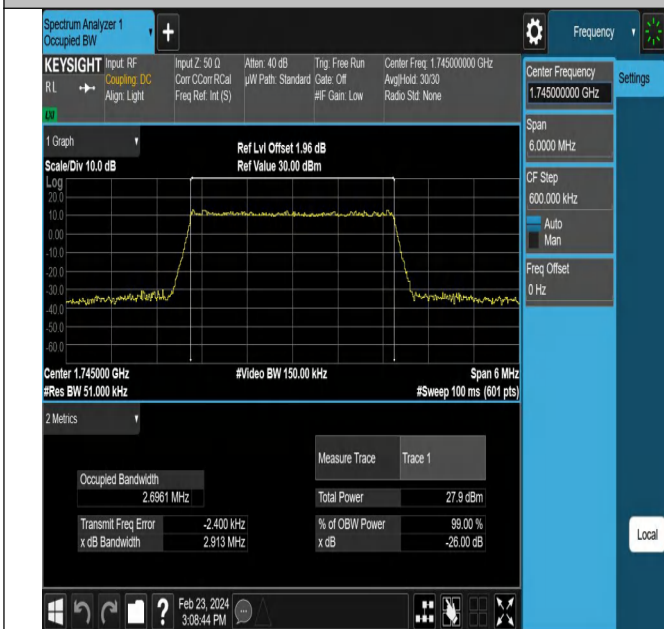 Spectrum Analyzer 1
Occupied BW
Frequency
KEYSIGHT
RL
Input: RF
Coupling: DC
Align: Light
Input Z: 50 Ω
Corr CCorr RCal
Freq Ref: Int (S)
Atten: 40 dB
µW Path: Standard
Trig: Free Run
Gate: Off
#IF Gain: Low
Center Freq: 1.745000000 GHz
Avg|Hold: 30/30
Radio Std: None
LXI
Center Frequency
1.745000000 GHz
Settings
Span
6.0000 MHz
CF Step
600.000 kHz
Auto
Man
Freq Offset
0 Hz
Local
1 Graph
Scale/Div 10.0 dB
Ref Lvl Offset 1.96 dB
Ref Value 30.00 dBm
Log
20.0
10.0
0.00
-10.0
-20.0
-30.0
-40.0
-50.0
-60.0
Center 1.74500 GHz
#Video BW 150.00 kHz
Span 6 MHz
#Res BW 51.000 kHz
#Sweep 100 ms (601 pts)
2 Metrics
Measure Trace
Trace 1
Occupied Bandwidth
2.6961 MHz
Total Power
27.9 dBm
Transmit Freq Error
-2.400 kHz
% of OBW Power
99.00 %
x dB Bandwidth
2.913 MHz
x dB
-26.00 dB
?
Feb 23, 2024
3:08:44 PM